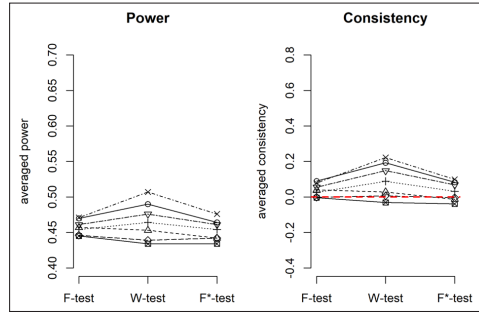 Power
averaged power
0.40 0.45 0.50 0.55 0.60 0.65 0.70
F-test W-test F*-test
Consistency
averaged consistency
-0.4 -0.2 0.0 0.2 0.4 0.6 0.8
F-test W-test F*-test